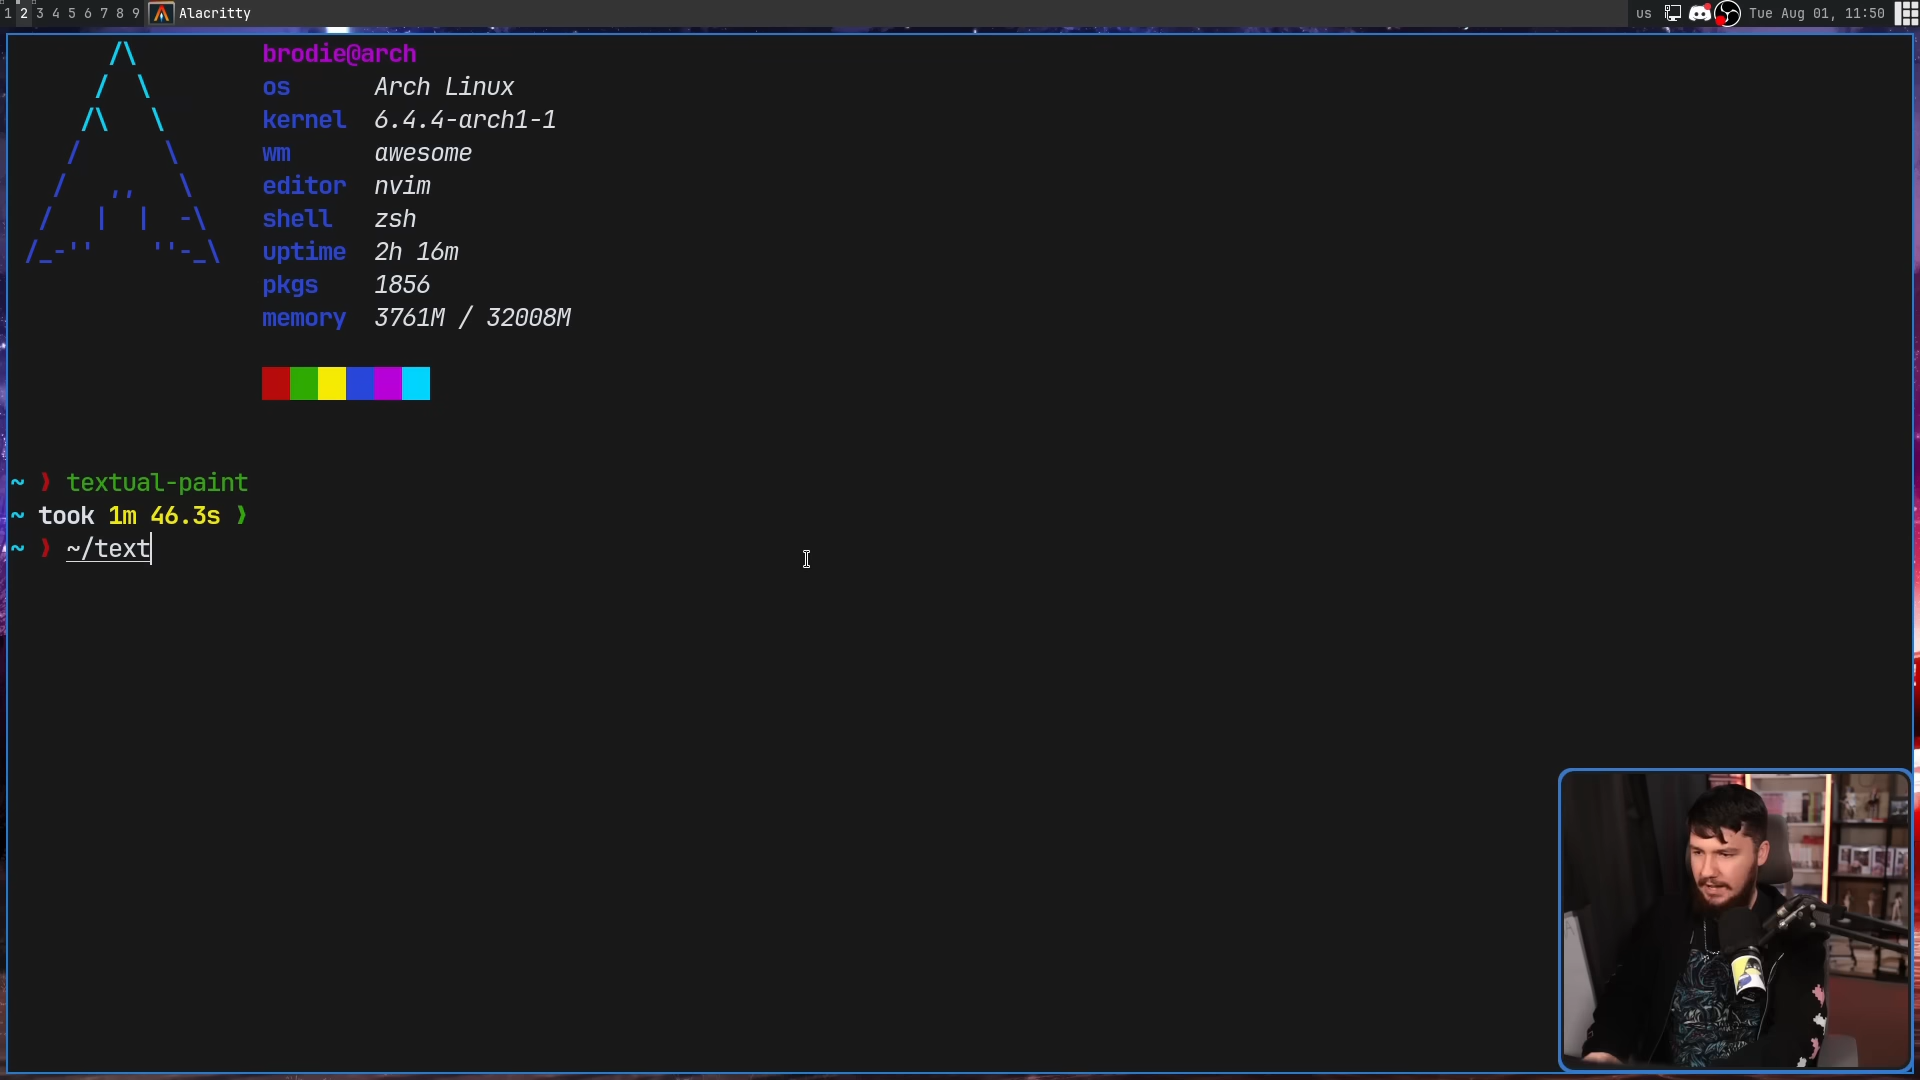 1 2 3 4 5 6 7 8 9 Alacritty us Tue Aug 01, 11:50
brodie@arch
os Arch Linux
kernel 6.4.4-arch1-1
wm awesome
editor nvim
shell zsh
uptime 2h 16m
pkgs 1856
memory 3761M / 32008M
~ ❯ textual-paint
~ took 1m 46.3s ❯
~ ❯ ~/text